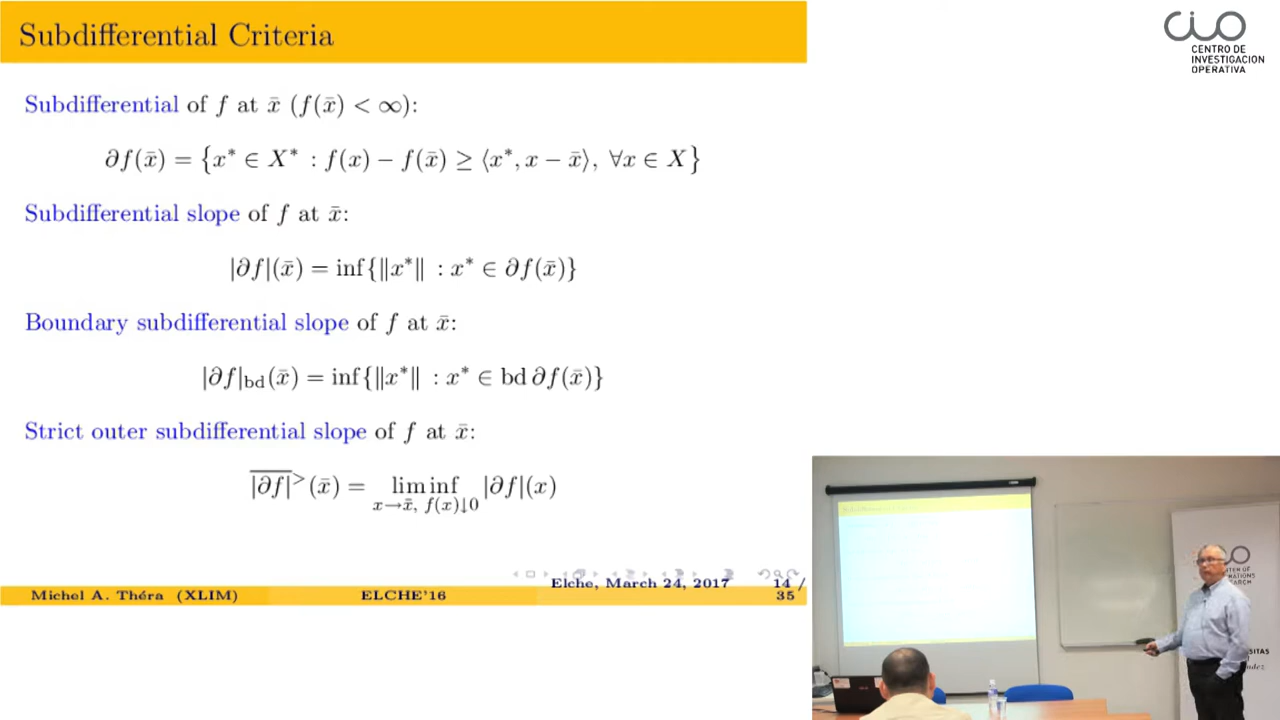 Subdifferential Criteria
CIO
CENTRO DE
INVESTIGACION
OPERATIVA
Subdifferential of f at x̄ (f(x̄) < ∞):
∂f(x̄) = {x* ∈ X* : f(x) − f(x̄) ≥ ⟨x*, x − x̄⟩, ∀x ∈ X}
Subdifferential slope of f at x̄:
|∂f|(x̄) = inf{‖x*‖ : x* ∈ ∂f(x̄)}
Boundary subdifferential slope of f at x̄:
|∂f|bd(x̄) = inf{‖x*‖ : x* ∈ bd ∂f(x̄)}
Strict outer subdifferential slope of f at x̄:
|∂f|‾>(x̄) = lim inf |∂f|(x)
x→x̄, f(x)↓0
Elche, March 24, 2017 14 /
Michel A. Théra (XLIM) ELCHE'16 35